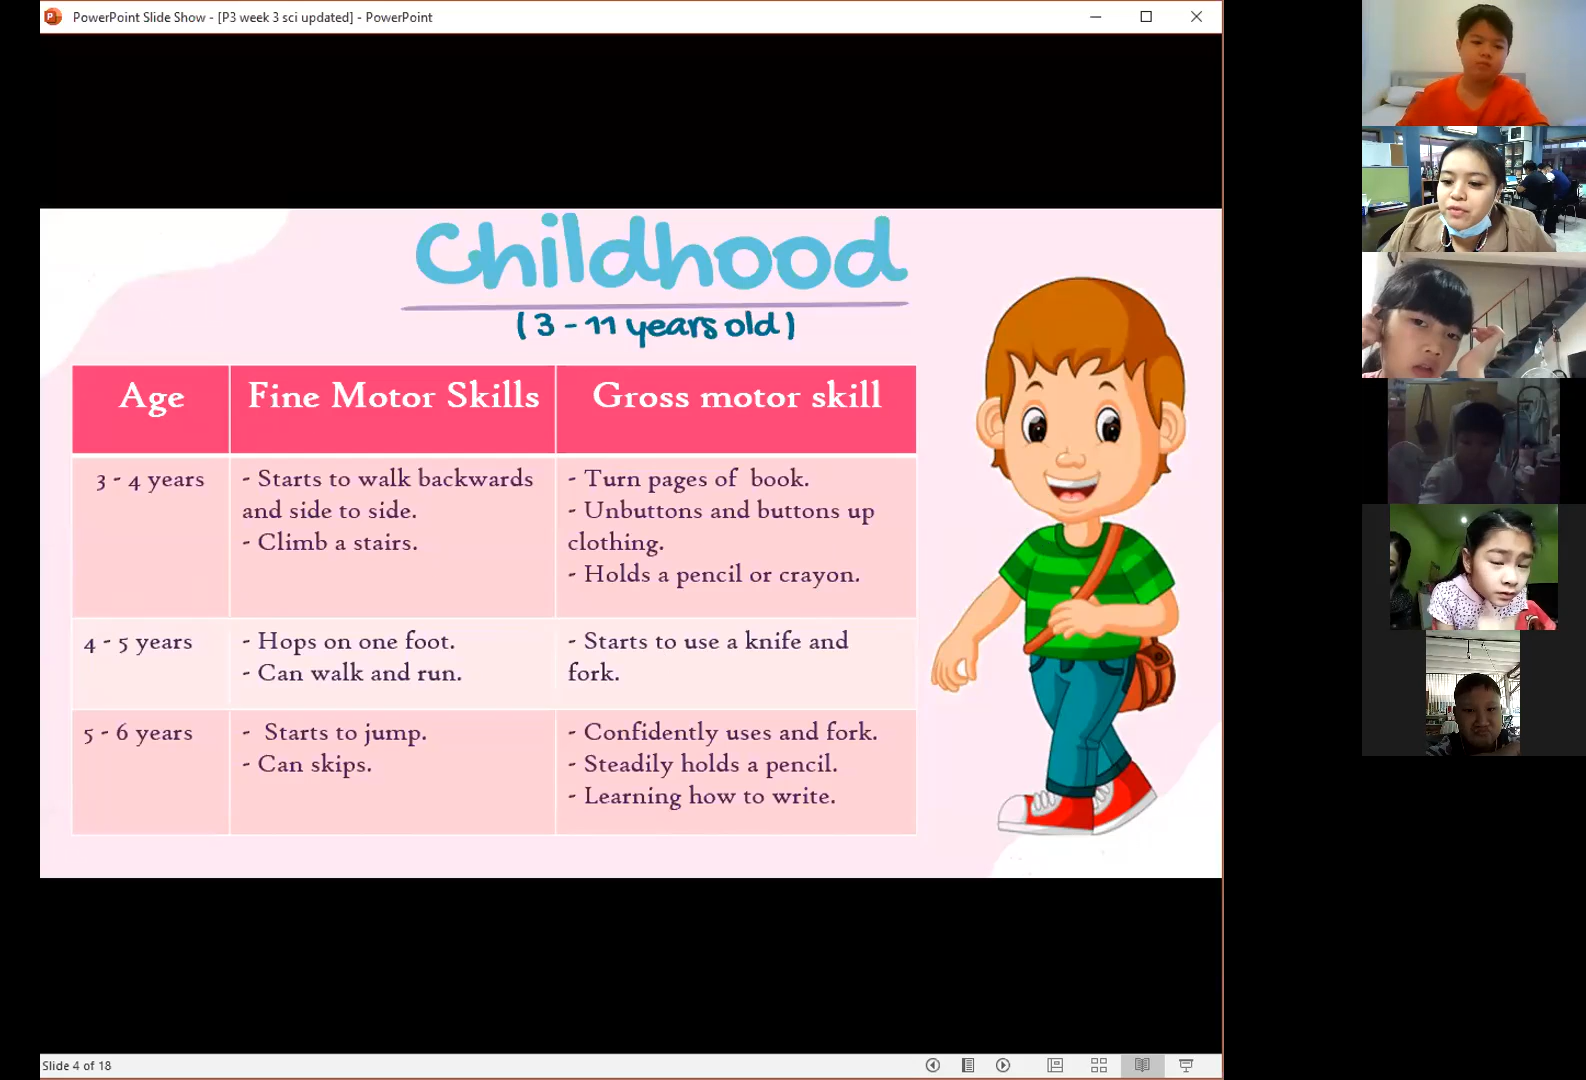 PowerPoint Slide Show - [P3 week 3 sci updated] - PowerPoint
Childhood
(3 - 11 years old)
Age Fine Motor Skills Gross motor skill
3 - 4 years
- Starts to walk backwards
and side to side.
- Climb a stairs.
- Turn pages of book.
- Unbuttons and buttons up
clothing.
- Holds a pencil or crayon.
4 - 5 years
- Hops on one foot.
- Can walk and run.
- Starts to use a knife and
fork.
5 - 6 years
- Starts to jump.
- Can skips.
- Confidently uses and fork.
- Steadily holds a pencil.
- Learning how to write.
Slide 4 of 18